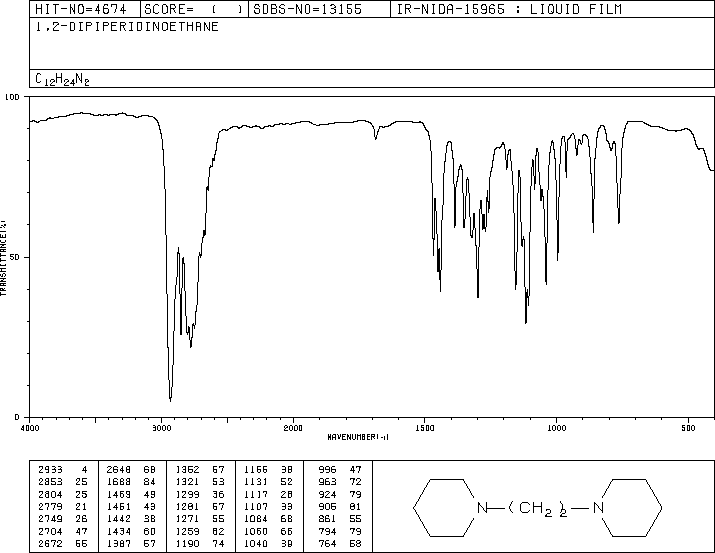 HIT-NO=4674 SCORE= ( ) SDBS-NO=13155 IR-NIDA-15965 : LIQUID FILM
1,2-DIPIPERIDINOETHANE
C12H24N2
100
50
0
TRANSMITTANCE(%)
4000 3000 2000 1500 1000 500
WAVENUMBER(-1)
2933 4 2648 68 1352 57 1155 38 996 47
2853 25 1688 84 1321 53 1131 52 963 72
2804 25 1469 49 1299 36 1117 28 924 79
2779 21 1451 43 1281 57 1107 33 905 81
2749 26 1442 38 1271 55 1084 68 861 55
2704 47 1434 60 1259 62 1060 66 794 79
2672 55 1387 57 1190 74 1040 39 764 58
N—(CH2)2—N